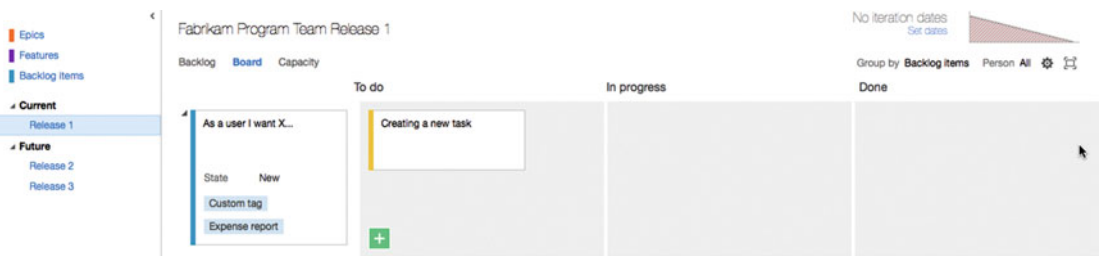 Epics
Features
Backlog items
Current
Release 1
Future
Release 2
Release 3
Fabrikam Program Team Release 1
No iteration dates
Set dates
Backlog Board Capacity
Group by Backlog items Person All
To do In progress Done
As a user I want X...
State New
Custom tag
Expense report
Creating a new task